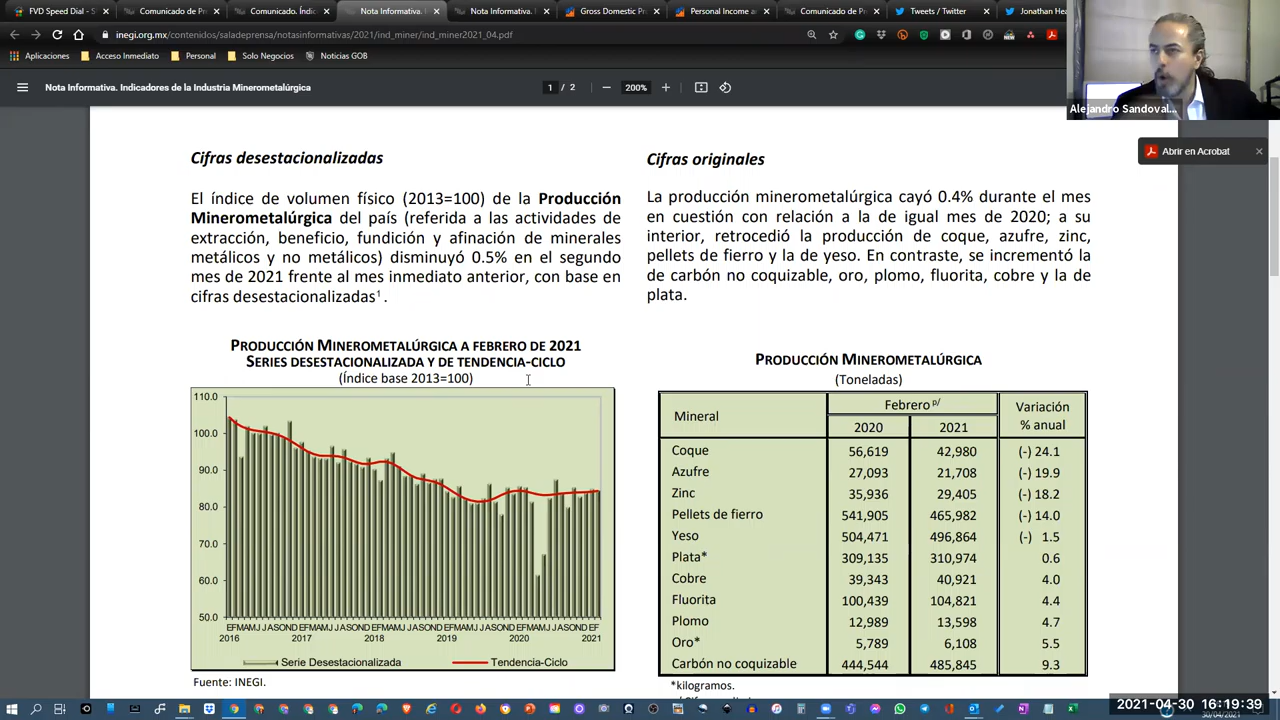 FVD Speed Dial - S
Comunicado de Pr
Comunicado. Índic
Nota Informativa.
Nota Informativa.
Gross Domestic Pr
Personal Income a
Comunicado de Pr
Tweets / Twitter
Jonathan Hea
inegi.org.mx/contenidos/saladeprensa/notasinformativas/2021/ind_miner/ind_miner2021_04.pdf
Aplicaciones
Acceso Inmediato
Personal
Solo Negocios
Noticias GOB
Nota Informativa. Indicadores de la Industria Minerometalúrgica
1 / 2
200%
Alejandro Sandoval...
Abrir en Acrobat
Cifras desestacionalizadas
El índice de volumen físico (2013=100) de la Producción
Minerometalúrgica del país (referida a las actividades de
extracción, beneficio, fundición y afinación de minerales
metálicos y no metálicos) disminuyó 0.5% en el segundo
mes de 2021 frente al mes inmediato anterior, con base en
cifras desestacionalizadas1 .
PRODUCCIÓN MINEROMETALÚRGICA A FEBRERO DE 2021
SERIES DESESTACIONALIZADA Y DE TENDENCIA-CICLO
(Índice base 2013=100)
110.0
100.0
90.0
80.0
70.0
60.0
50.0
2016 2017 2018 2019 2020 2021
Serie Desestacionalizada
Tendencia-Ciclo
Fuente: INEGI.
Cifras originales
La producción minerometalúrgica cayó 0.4% durante el mes
en cuestión con relación a la de igual mes de 2020; a su
interior, retrocedió la producción de coque, azufre, zinc,
pellets de fierro y la de yeso. En contraste, se incrementó la
de carbón no coquizable, oro, plomo, fluorita, cobre y la de
plata.
PRODUCCIÓN MINEROMETALÚRGICA
(Toneladas)
Mineral Febrero p/ Variación % anual
2020 2021
Coque 56,619 42,980 (-) 24.1
Azufre 27,093 21,708 (-) 19.9
Zinc 35,936 29,405 (-) 18.2
Pellets de fierro 541,905 465,982 (-) 14.0
Yeso 504,471 496,864 (-) 1.5
Plata* 309,135 310,974 0.6
Cobre 39,343 40,921 4.0
Fluorita 100,439 104,821 4.4
Plomo 12,989 13,598 4.7
Oro* 5,789 6,108 5.5
Carbón no coquizable 444,544 485,845 9.3
*kilogramos.
2021-04-30 16:19:39
30/04/2021